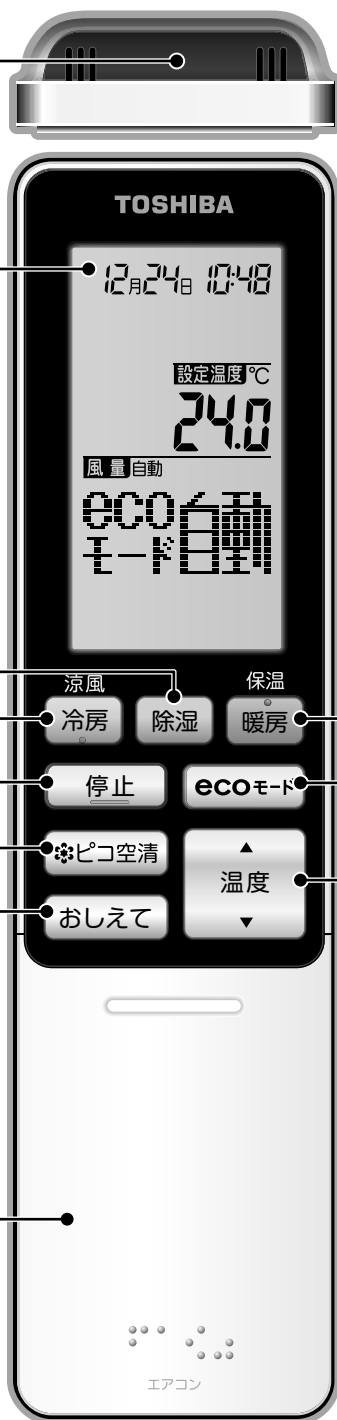 TOSHIBA
12月24日 10:48
設定温度 ℃
24.0
風量 自動
eco自動
モード
涼風 保温
冷房 除湿 暖房
停止 ecoモード
ピコ空清
▲
温度
▼
おしえて
エアコン